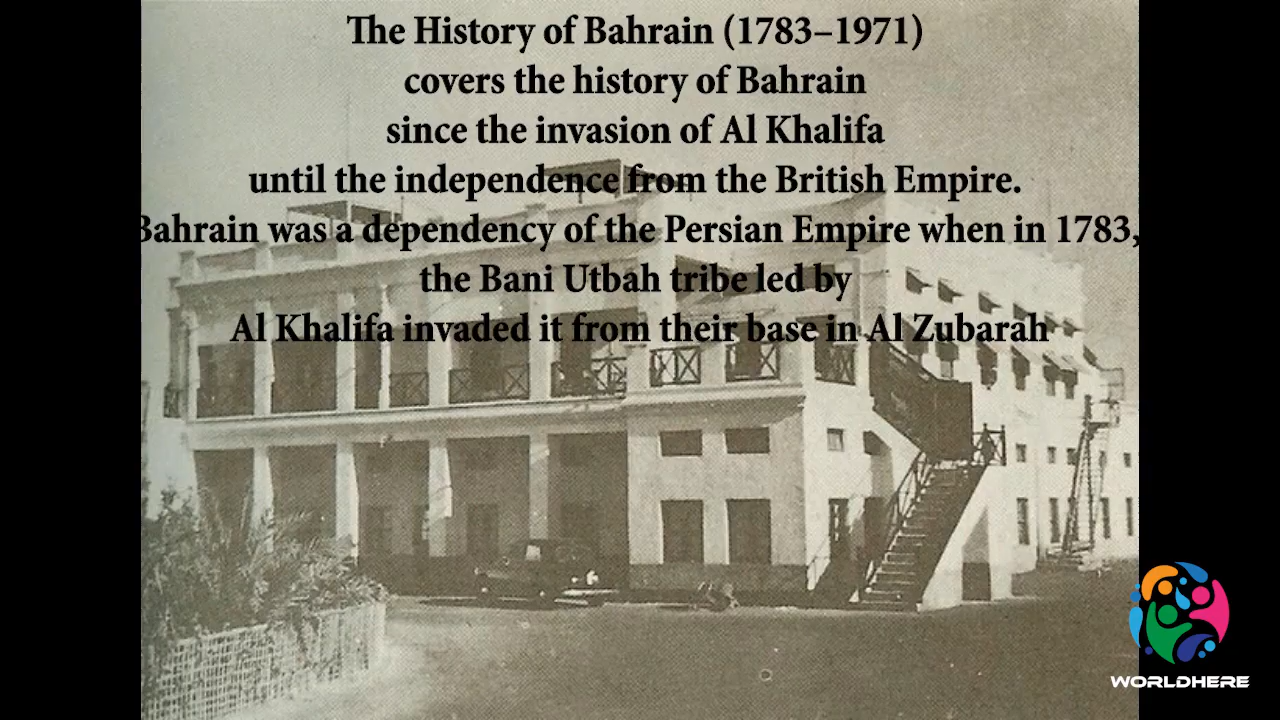 The History of Bahrain (1783–1971)
covers the history of Bahrain
since the invasion of Al Khalifa
until the independence from the British Empire.
Bahrain was a dependency of the Persian Empire when in 1783,
the Bani Utbah tribe led by
Al Khalifa invaded it from their base in Al Zubarah
WORLDHERE